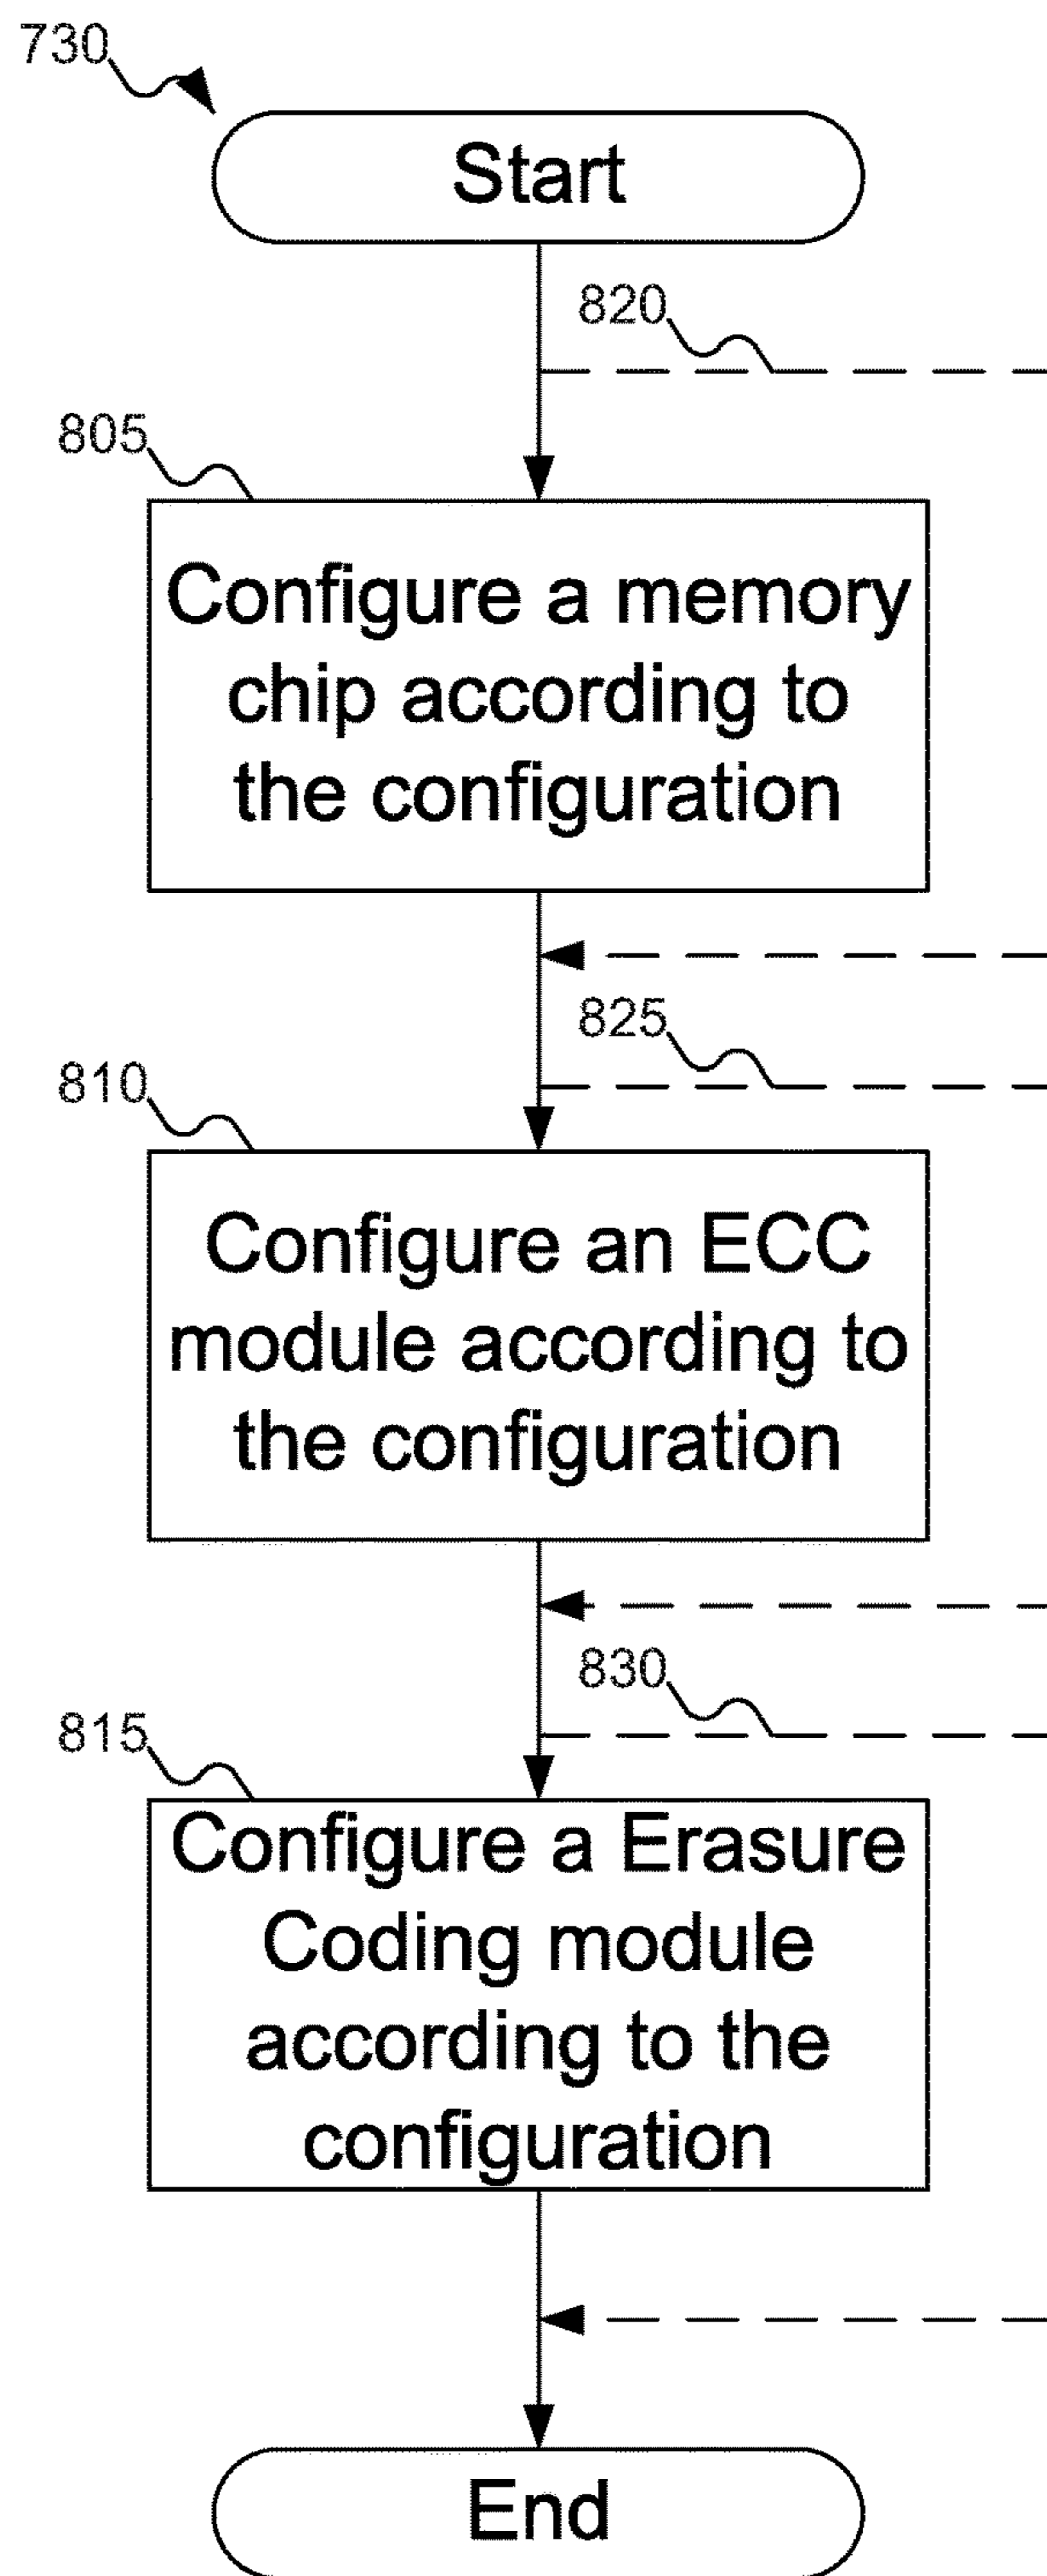 730
Start
820
805
Configure a memory
chip according to
the configuration
825
810
Configure an ECC
module according to
the configuration
830
815
Configure a Erasure
Coding module
according to the
configuration
End